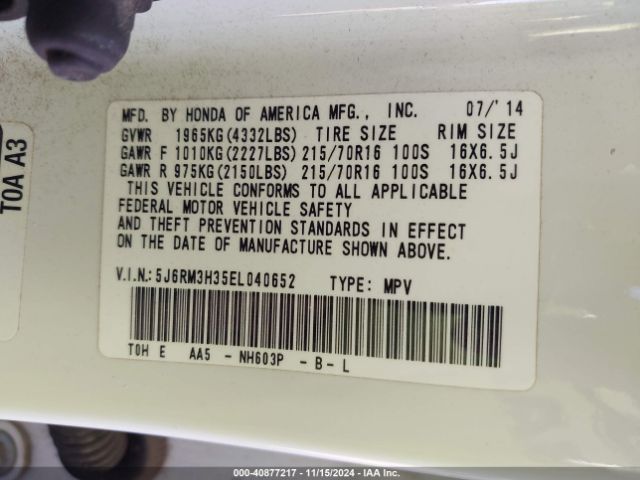 TOA A3
MFD. BY HONDA OF AMERICA MFG., INC. 07/'14
GVWR 1965KG(4332LBS) TIRE SIZE RIM SIZE
GAWR F 1010KG(2227LBS) 215/70R16 100S 16X6.5J
GAWR R 975KG(2150LBS) 215/70R16 100S 16X6.5J
THIS VEHICLE CONFORMS TO ALL APPLICABLE
FEDERAL MOTOR VEHICLE SAFETY
AND THEFT PREVENTION STANDARDS IN EFFECT
ON THE DATE OF MANUFACTURE SHOWN ABOVE.
V.I.N.:5J6RM3H35EL040652 TYPE: MPV
TOH E AA5 - NH603P - B - L
000-40877217 - 11/15/2024 - IAA Inc.